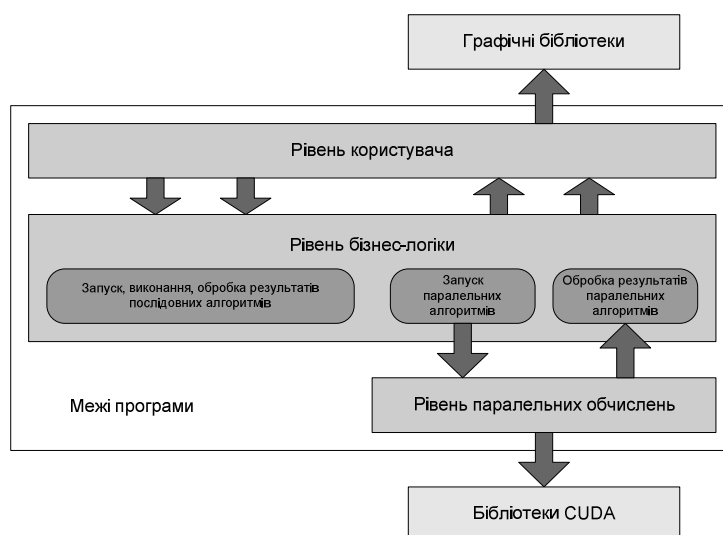 Графічні бібліотеки
Рівень користувача
Рівень бізнес-логіки
Запуск, виконання, обробка результатів
послідовних алгоритмів
Запуск
паралельних
алгоритмів
Обробка результатів
паралельних
алгоритмів
Межі програми
Рівень паралельних обчислень
Бібліотеки CUDA